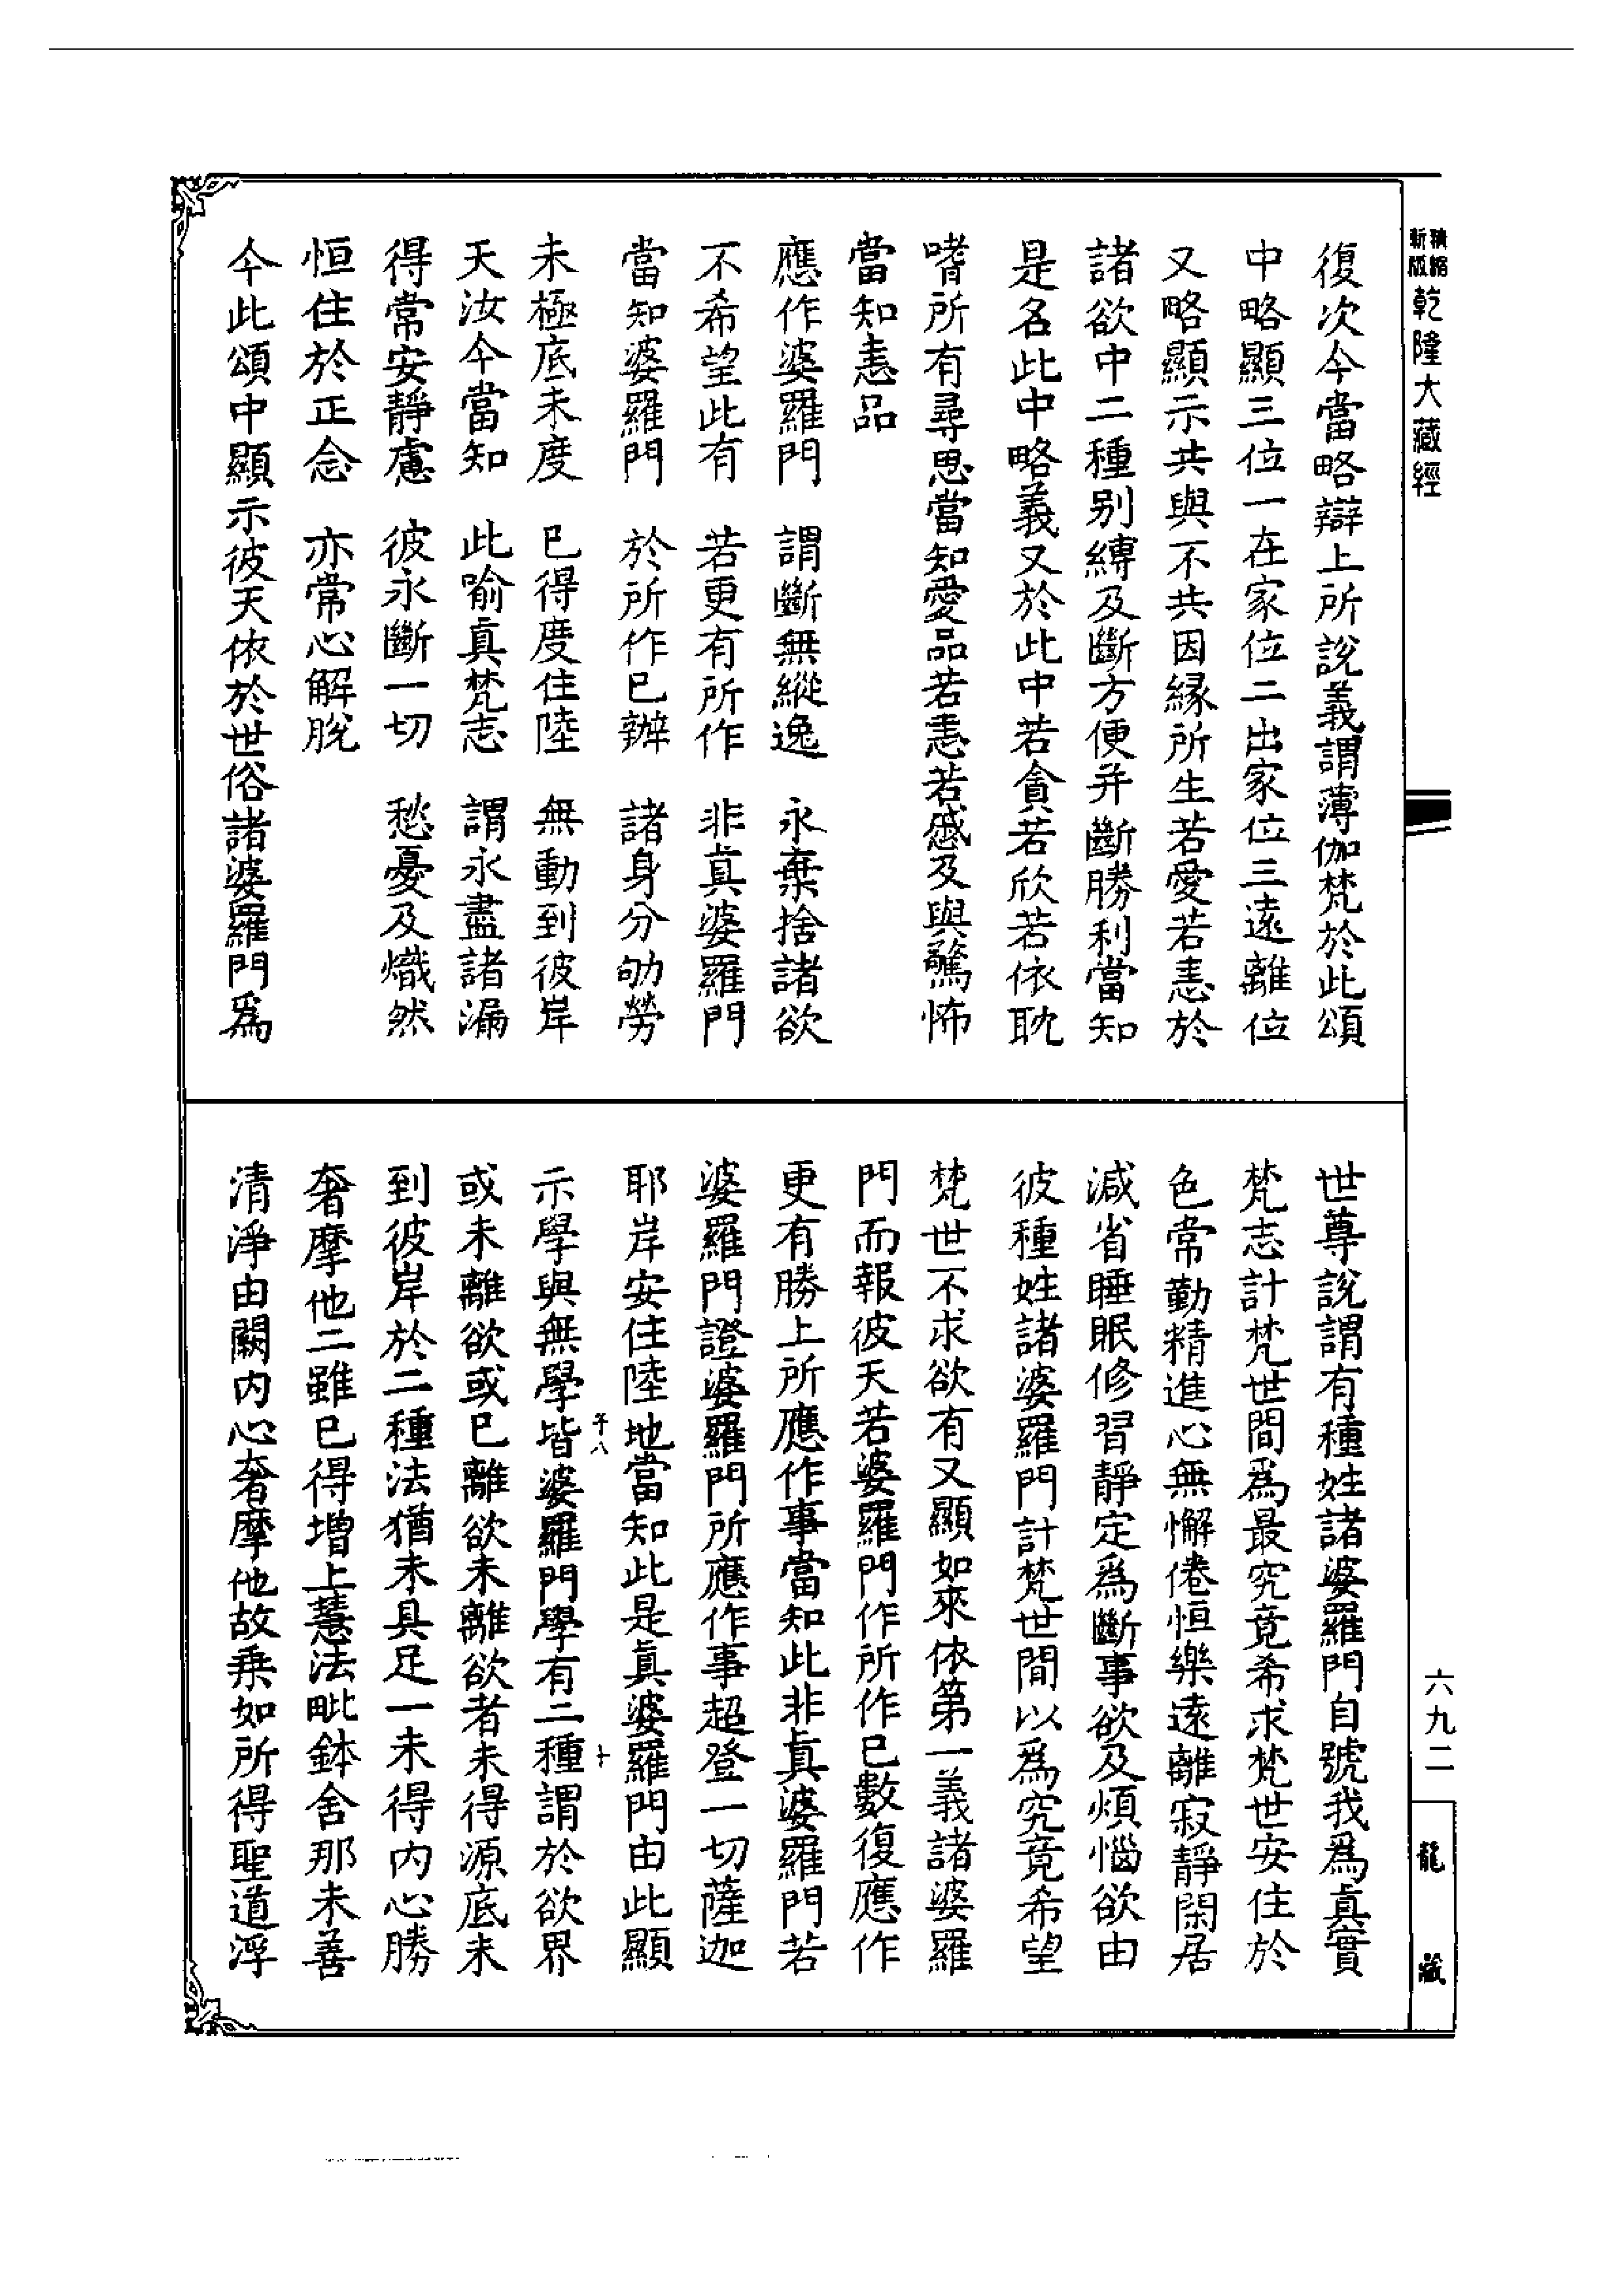 精縮
新版
乾隆大藏經
復次今當略辯上所說義謂薄伽梵於此頌
中略顯三位一在家位二出家位三遠離位
又略顯示共與不共因緣所生若愛若恚於
諸欲中二種別縛及斷方便并斷勝利當知
是名此中略義又於此中若貪若欣若依耽
嗜所有尋思當知愛品若恚若慼及與驚怖
當知恚品
應作婆羅門　謂斷無縱逸　永棄捨諸欲
不希望此有　若更有所作　非真婆羅門
當知婆羅門　於所作已辦　諸身分劬勞
未極底未度　已得度住陸　無動到彼岸
天汝今當知　此喻真梵志　謂永盡諸漏
得常安靜慮　彼永斷一切　愁憂及熾然
恒住於正念　亦常心解脫
今此頌中顯示彼天依於世俗諸婆羅門為
世尊說謂有種姓諸婆羅門自號我為真實
梵志計梵世間為最究竟希求梵世安住於
色常勤精進心無懈倦恒樂遠離寂靜閑居
減省睡眠修習靜定為斷事欲及煩惱欲由
彼種姓諸婆羅門計梵世間以為究竟希望
梵世不求欲有又顯如來依第一義諸婆羅
門而報彼天若婆羅門作所作已數復應作
更有勝上所應作事當知此非真婆羅門若
婆羅門證婆羅門所應作事超登一切薩迦
耶岸安住陸地當知此是真婆羅門由此顯
示學與無學皆婆羅門學有二種謂於欲界
或未離欲或已離欲未離欲者未得源底未
到彼岸於二種法猶未具足一未得內心勝
奢摩他二雖已得增上慧法毗鉢舍那未善
清淨由闕內心奢摩他故乘如所得聖道浮
六九二
龍藏